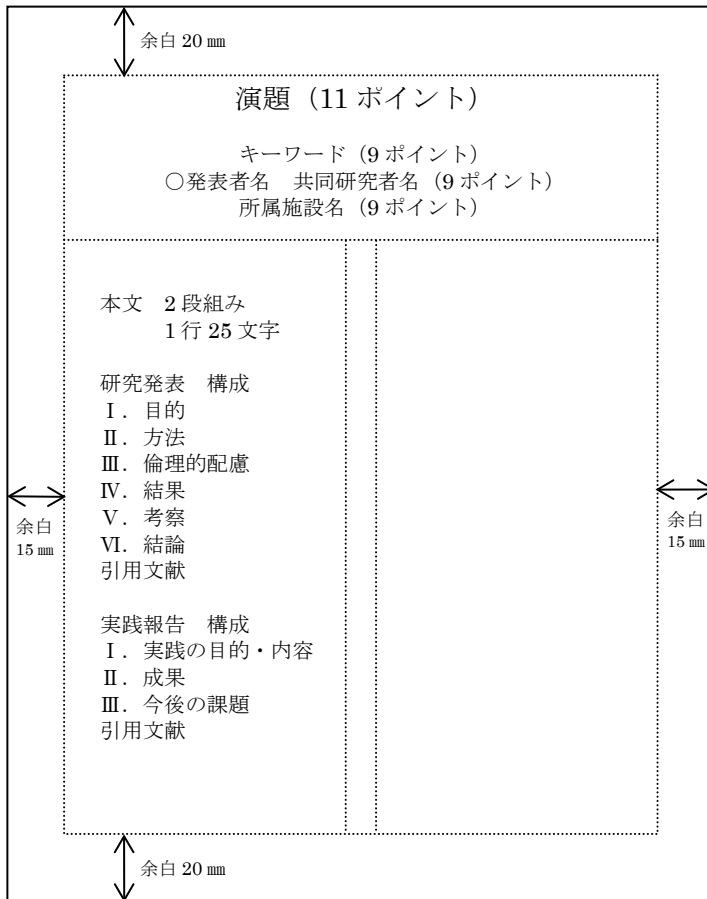 余白 20 ㎜
演題（11 ポイント）
キーワード（9 ポイント）
〇発表者名　共同研究者名（9 ポイント）
所属施設名（9 ポイント）
本文　2 段組み
1 行 25 文字
研究発表　構成
Ⅰ．目的
Ⅱ．方法
Ⅲ．倫理的配慮
Ⅳ．結果
Ⅴ．考察
Ⅵ．結論
引用文献
実践報告　構成
Ⅰ．実践の目的・内容
Ⅱ．成果
Ⅲ．今後の課題
引用文献
余白
15 ㎜
余白
15 ㎜
余白 20 ㎜